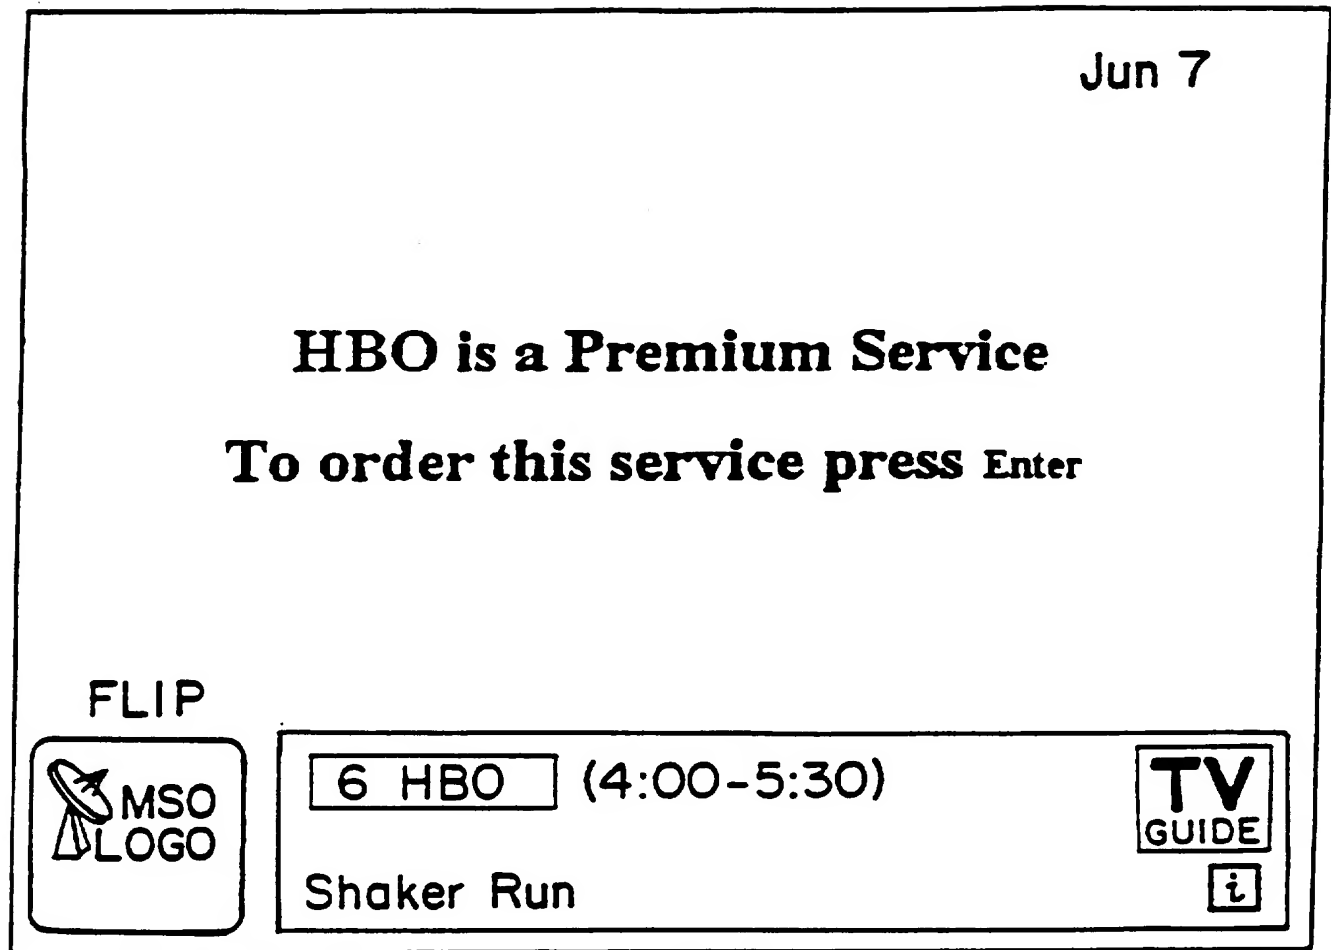 Jun 7
HBO is a Premium Service
To order this service press Enter
FLIP
MSO
LOGO
6 HBO (4:00-5:30)
TV
GUIDE
Shaker Run
i